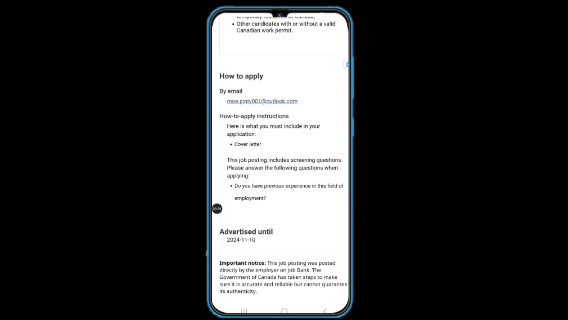 • Other candidates with or without a valid
Canadian work permit.
How to apply
By email
moe.pinty001@outlook.com
How-to-apply instructions
Here is what you must include in your
application:
• Cover letter
This job posting includes screening questions.
Please answer the following questions when
applying:
• Do you have previous experience in this field of
employment?
Advertised until
2024-11-10
Important notice: This job posting was posted
directly by the employer on Job Bank. The
Government of Canada has taken steps to make
sure it is accurate and reliable but cannot guarantee
its authenticity.